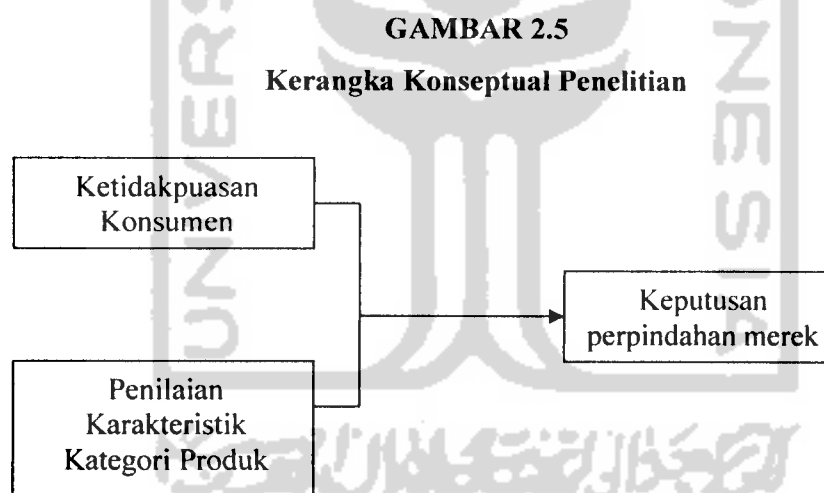 GAMBAR 2.5
Kerangka Konseptual Penelitian
Ketidakpuasan
Konsumen
Keputusan
perpindahan merek
Penilaian
Karakteristik
Kategori Produk